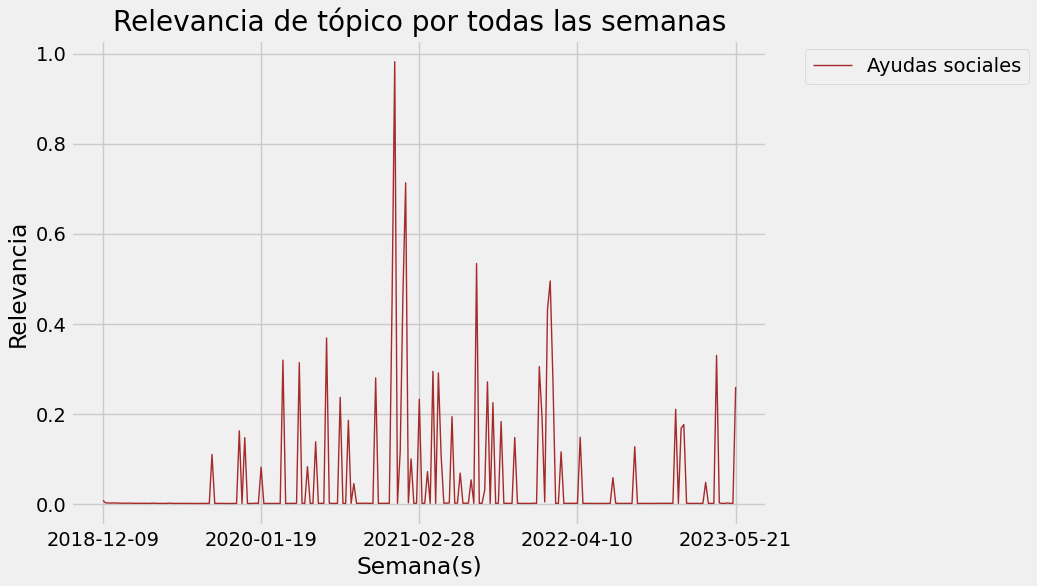 Relevancia de tópico por todas las semanas
Ayudas sociales
Relevancia
1.0
0.8
0.6
0.4
0.2
0.0
2018-12-09 2020-01-19 2021-02-28 2022-04-10 2023-05-21
Semana(s)